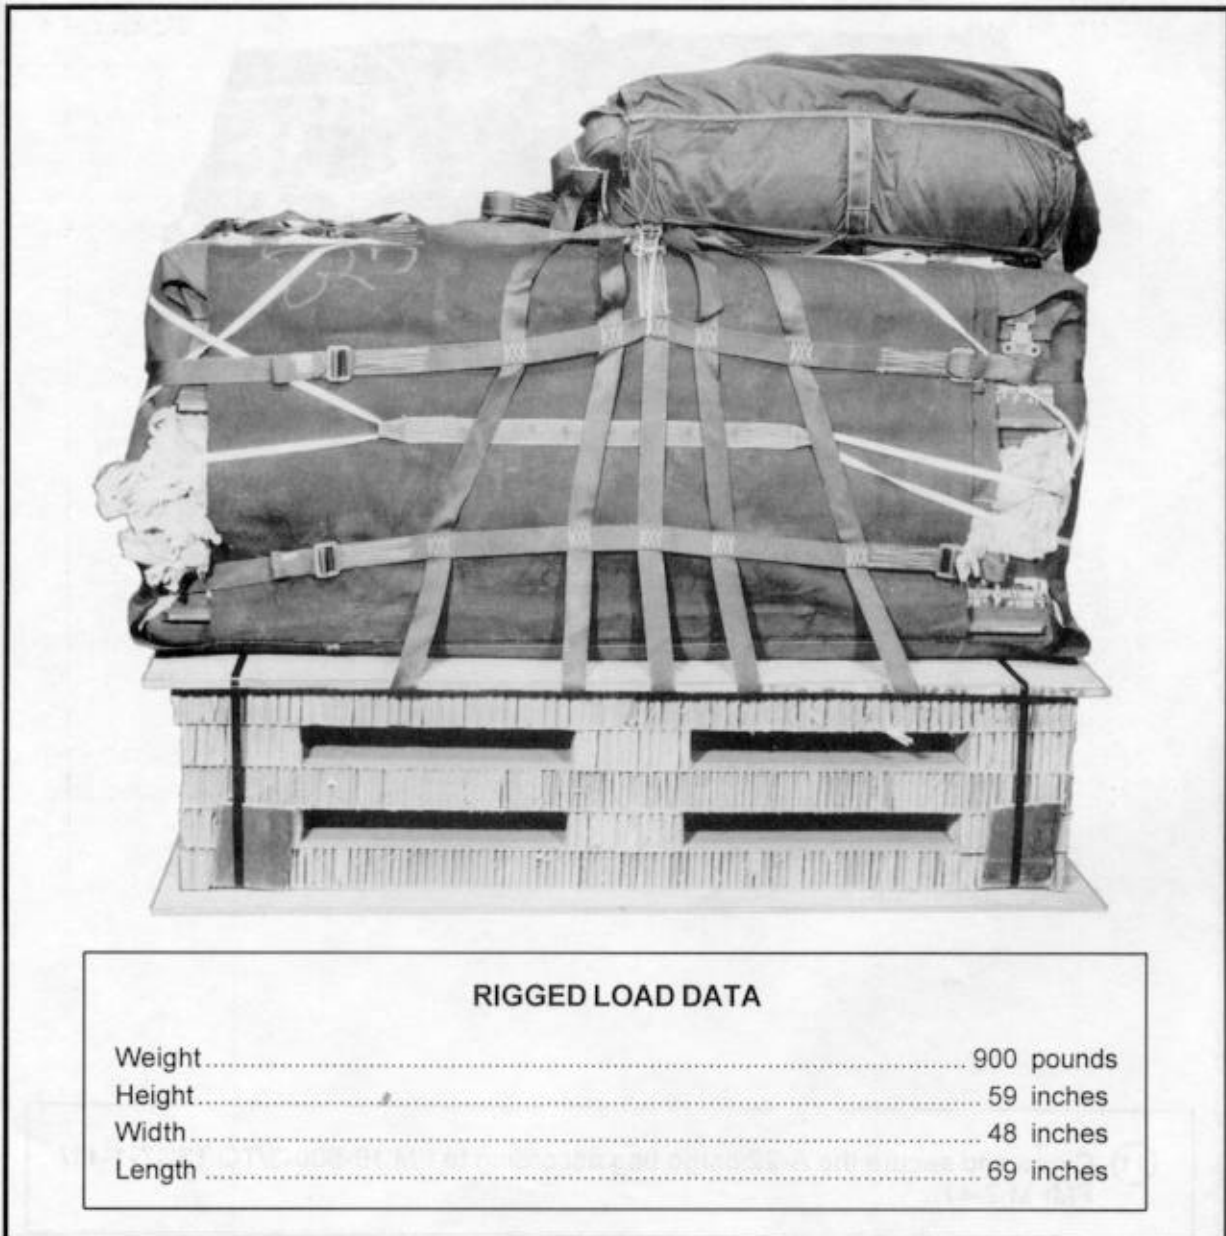 RIGGED LOAD DATA
Weight........................................................................................................ 900 pounds
Height........................................................................................................ 59 inches
Width.......................................................................................................... 48 inches
Length......................................................................................................... 69 inches